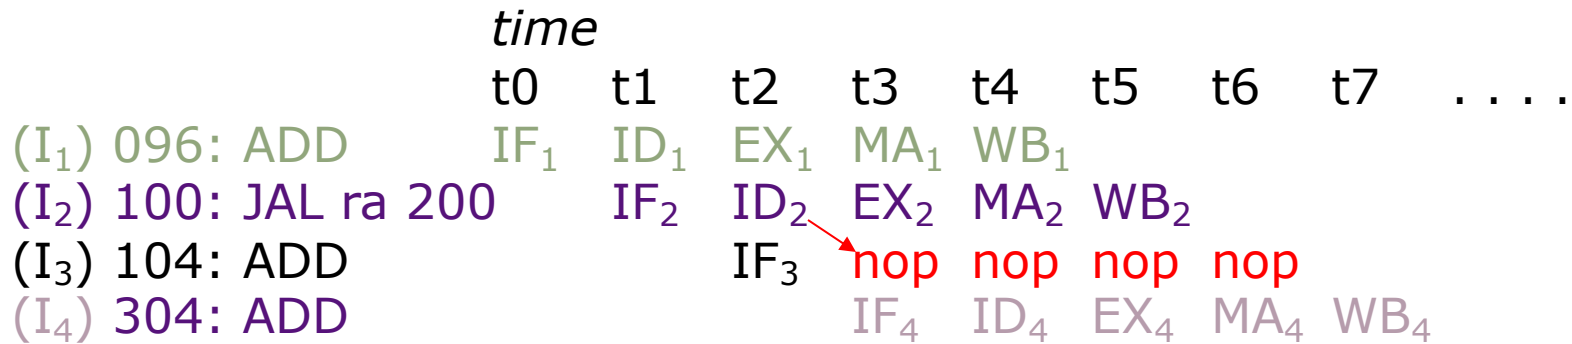 time
t0 t1 t2 t3 t4 t5 t6 t7 . . . .
(I₁) 096: ADD IF₁ ID₁ EX₁ MA₁ WB₁
(I₂) 100: JAL ra 200 IF₂ ID₂ EX₂ MA₂ WB₂
(I₃) 104: ADD IF₃ nop nop nop nop
(I₄) 304: ADD IF₄ ID₄ EX₄ MA₄ WB₄